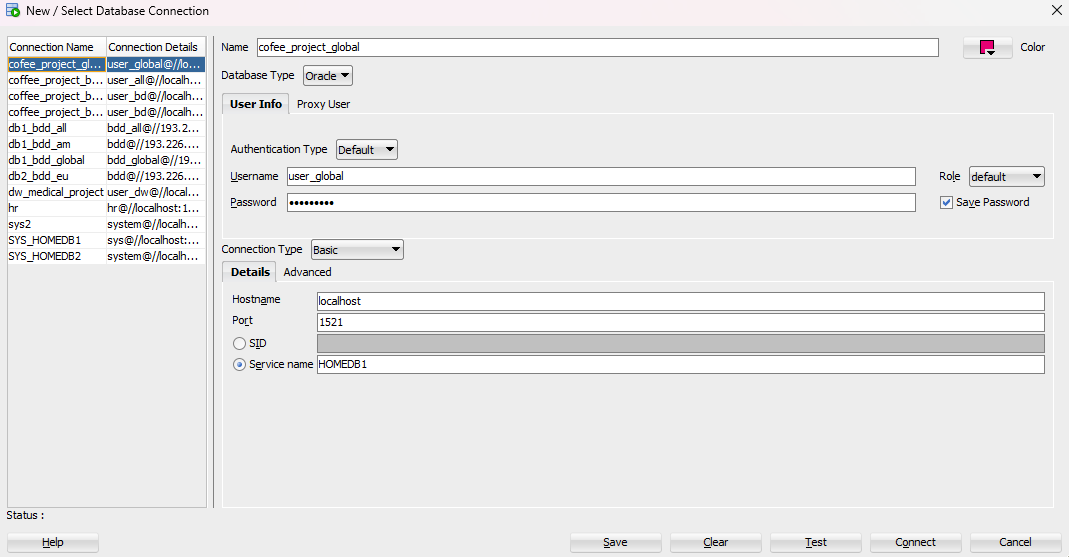 New / Select Database Connection
Connection Name Connection Details
cofee_project_gl... user_global@//lo...
coffee_project_b... user_all@//localh...
coffee_project_b... user_bd@//localh...
coffee_project_b... user_bd@//localh...
db1_bdd_all bdd_all@//193.2...
db1_bdd_am bdd@//193.226....
db1_bdd_global bdd_global@//19...
db2_bdd_eu bdd@//193.226....
dw_medical_project user_dw@//local...
hr hr@//localhost:1...
sys2 system@//localh...
SYS_HOMEDB1 sys@//localhost:...
SYS_HOMEDB2 system@//localh...
Name cofee_project_global Color
Database Type Oracle
User Info Proxy User
Authentication Type Default
Username user_global Role default
Password ••••••••• Save Password
Connection Type Basic
Details Advanced
Hostname localhost
Port 1521
SID
Service name HOMEDB1
Status :
Help Save Clear Test Connect Cancel